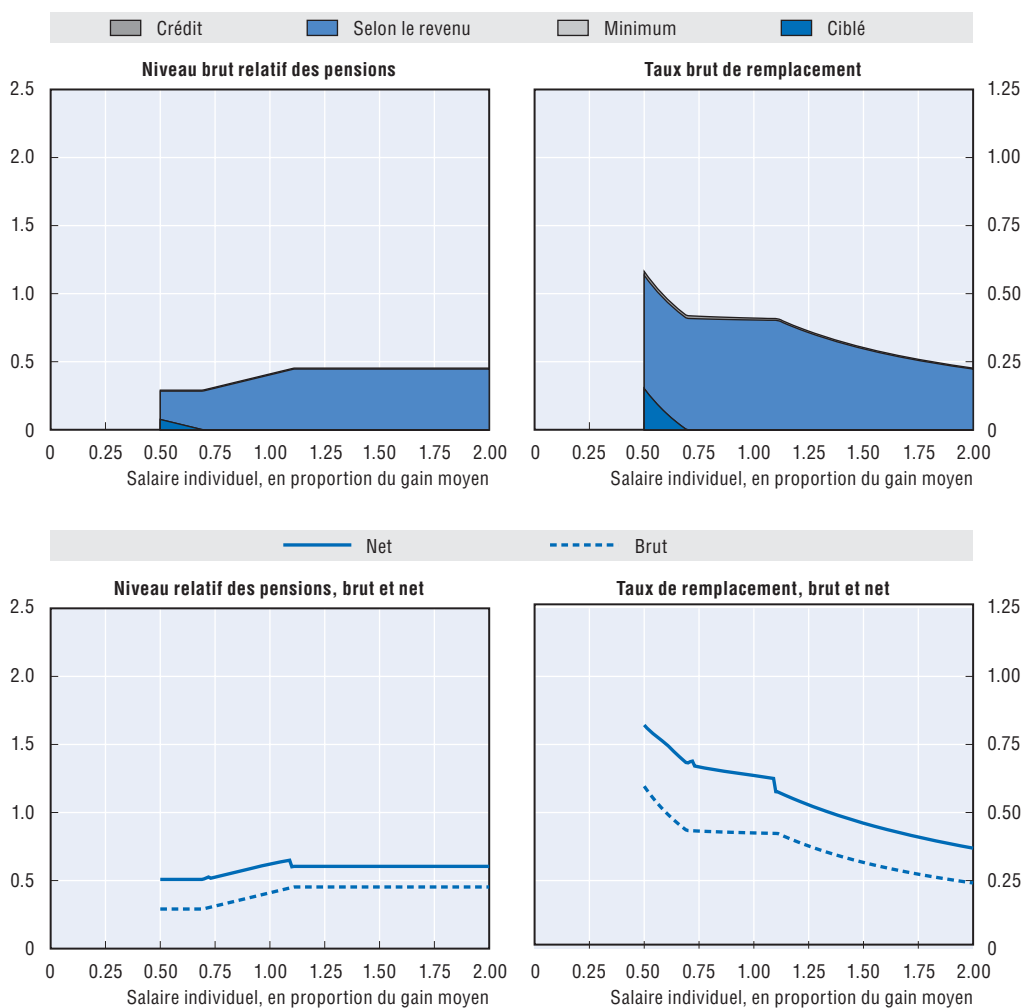 Crédit Selon le revenu Minimum Ciblé
Niveau brut relatif des pensions
2.5
2.0
1.5
1.0
0.5
0
0 0.25 0.50 0.75 1.00 1.25 1.50 1.75 2.00
Salaire individuel, en proportion du gain moyen
Taux brut de remplacement
1.25
1.00
0.75
0.50
0.25
0
0 0.25 0.50 0.75 1.00 1.25 1.50 1.75 2.00
Salaire individuel, en proportion du gain moyen
Net Brut
Niveau relatif des pensions, brut et net
2.5
2.0
1.5
1.0
0.5
0
0 0.25 0.50 0.75 1.00 1.25 1.50 1.75 2.00
Salaire individuel, en proportion du gain moyen
Taux de remplacement, brut et net
1.25
1.00
0.75
0.50
0.25
0
0 0.25 0.50 0.75 1.00 1.25 1.50 1.75 2.00
Salaire individuel, en proportion du gain moyen